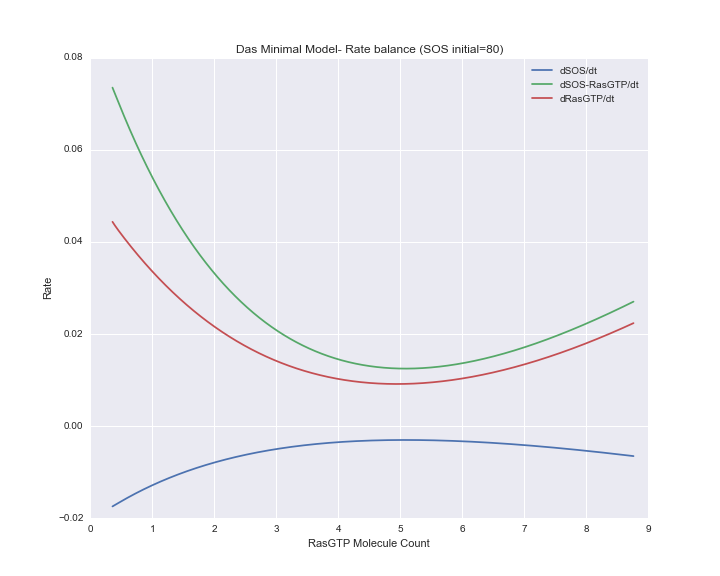 Das Minimal Model- Rate balance (SOS initial=80)
0.08
0.06
0.04
0.02
0.00
−0.02
Rate
dSOS/dt
dSOS-RasGTP/dt
dRasGTP/dt
0 1 2 3 4 5 6 7 8 9
RasGTP Molecule Count